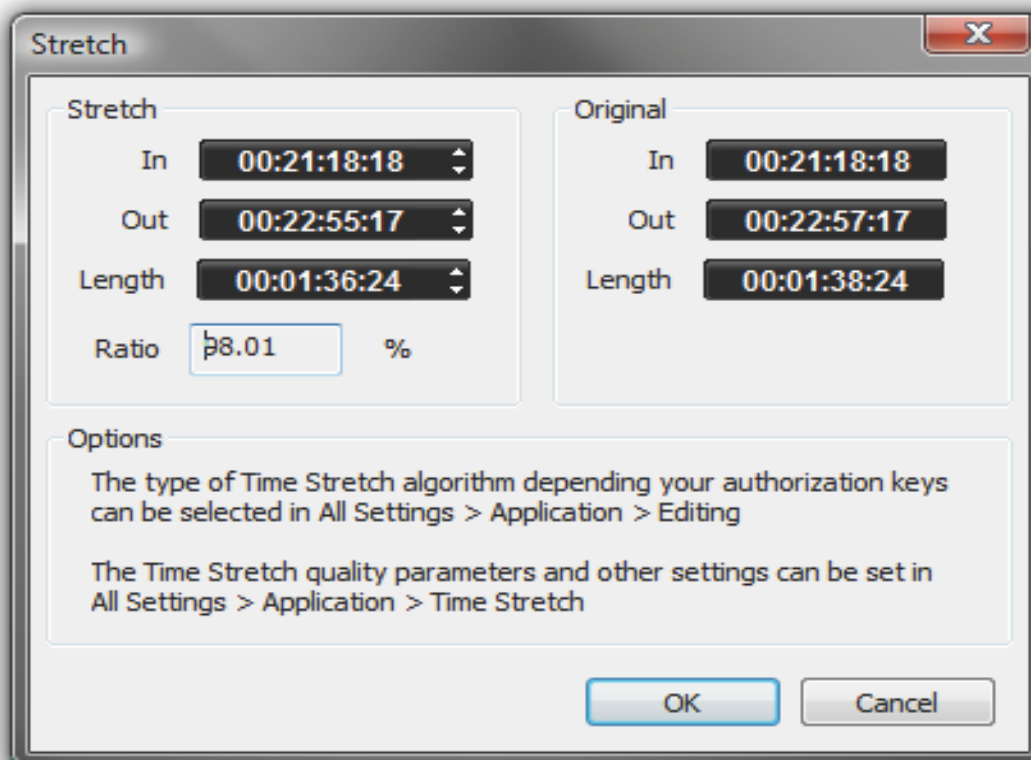 Stretch
Stretch
In 00:21:18:18
Out 00:22:55:17
Length 00:01:36:24
Ratio 98.01 %
Original
In 00:21:18:18
Out 00:22:57:17
Length 00:01:38:24
Options
The type of Time Stretch algorithm depending your authorization keys
can be selected in All Settings > Application > Editing
The Time Stretch quality parameters and other settings can be set in
All Settings > Application > Time Stretch
OK
Cancel